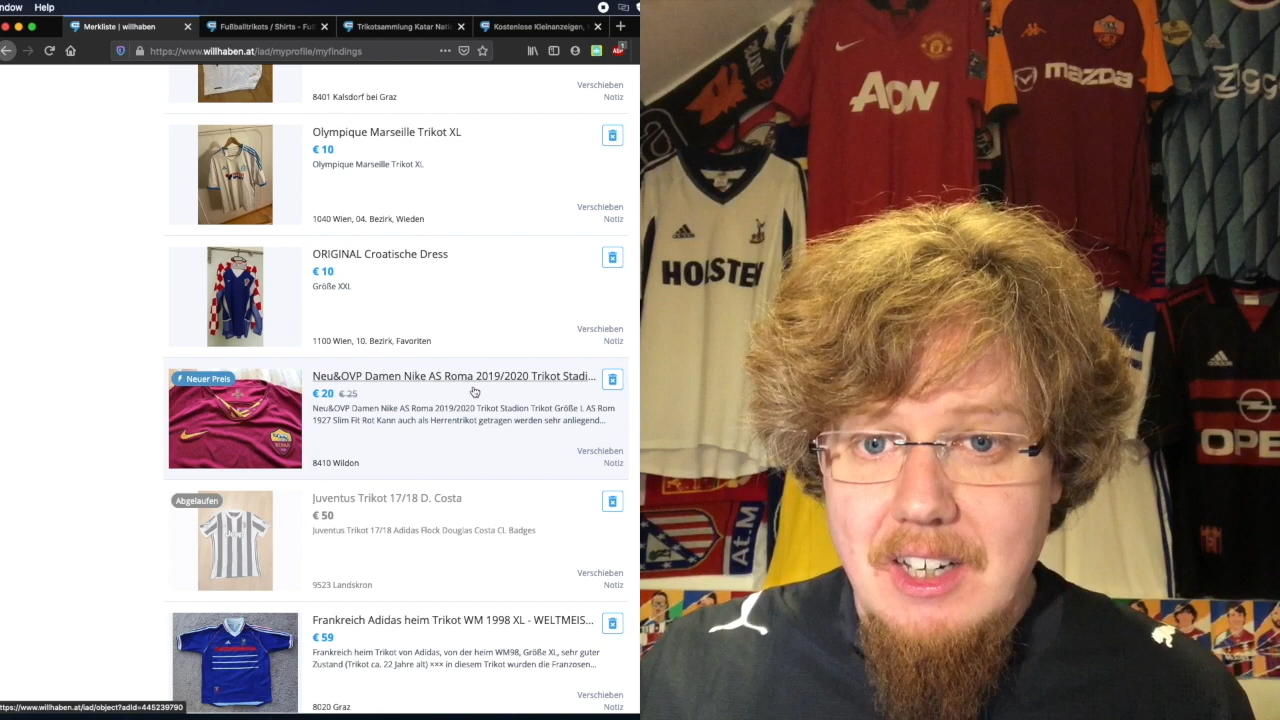 ndow Help
Merkliste | willhaben
Fußballtrikots / Shirts - Fuß
Trikotsammlung Katar Nati
Kostenlose Kleinanzeigen,
https://www.willhaben.at/iad/myprofile/myfindings
Verschieben
8401 Kalsdorf bei Graz
Notiz
Olympique Marseille Trikot XL
€ 10
Olympique Marseille Trikot XL
Verschieben
1040 Wien, 04. Bezirk, Wieden
Notiz
ORIGINAL Croatische Dress
€ 10
Größe XXL
Verschieben
1100 Wien, 10. Bezirk, Favoriten
Notiz
Neuer Preis
Neu&OVP Damen Nike AS Roma 2019/2020 Trikot Stadi...
€ 20 € 25
Neu&OVP Damen Nike AS Roma 2019/2020 Trikot Stadion Trikot Größe L AS Rom
1927 Slim Fit Rot Kann auch als Herrentrikot getragen werden sehr anliegend...
Verschieben
8410 Wildon
Notiz
Abgelaufen
Juventus Trikot 17/18 D. Costa
€ 50
Juventus Trikot 17/18 Adidas Flock Douglas Costa CL Badges
Verschieben
9523 Landskron
Notiz
Frankreich Adidas heim Trikot WM 1998 XL - WELTMEIS...
€ 59
Frankreich heim Trikot von Adidas, von der heim WM98, Größe XL, sehr guter
Zustand (Trikot ca. 22 Jahre alt) ××× in diesem Trikot wurden die Franzosen...
Verschieben
8020 Graz
Notiz
ttps://www.willhaben.at/iad/object?adId=445239790
AON
mazda
HOLSTEN
At.M
adidas
OPE